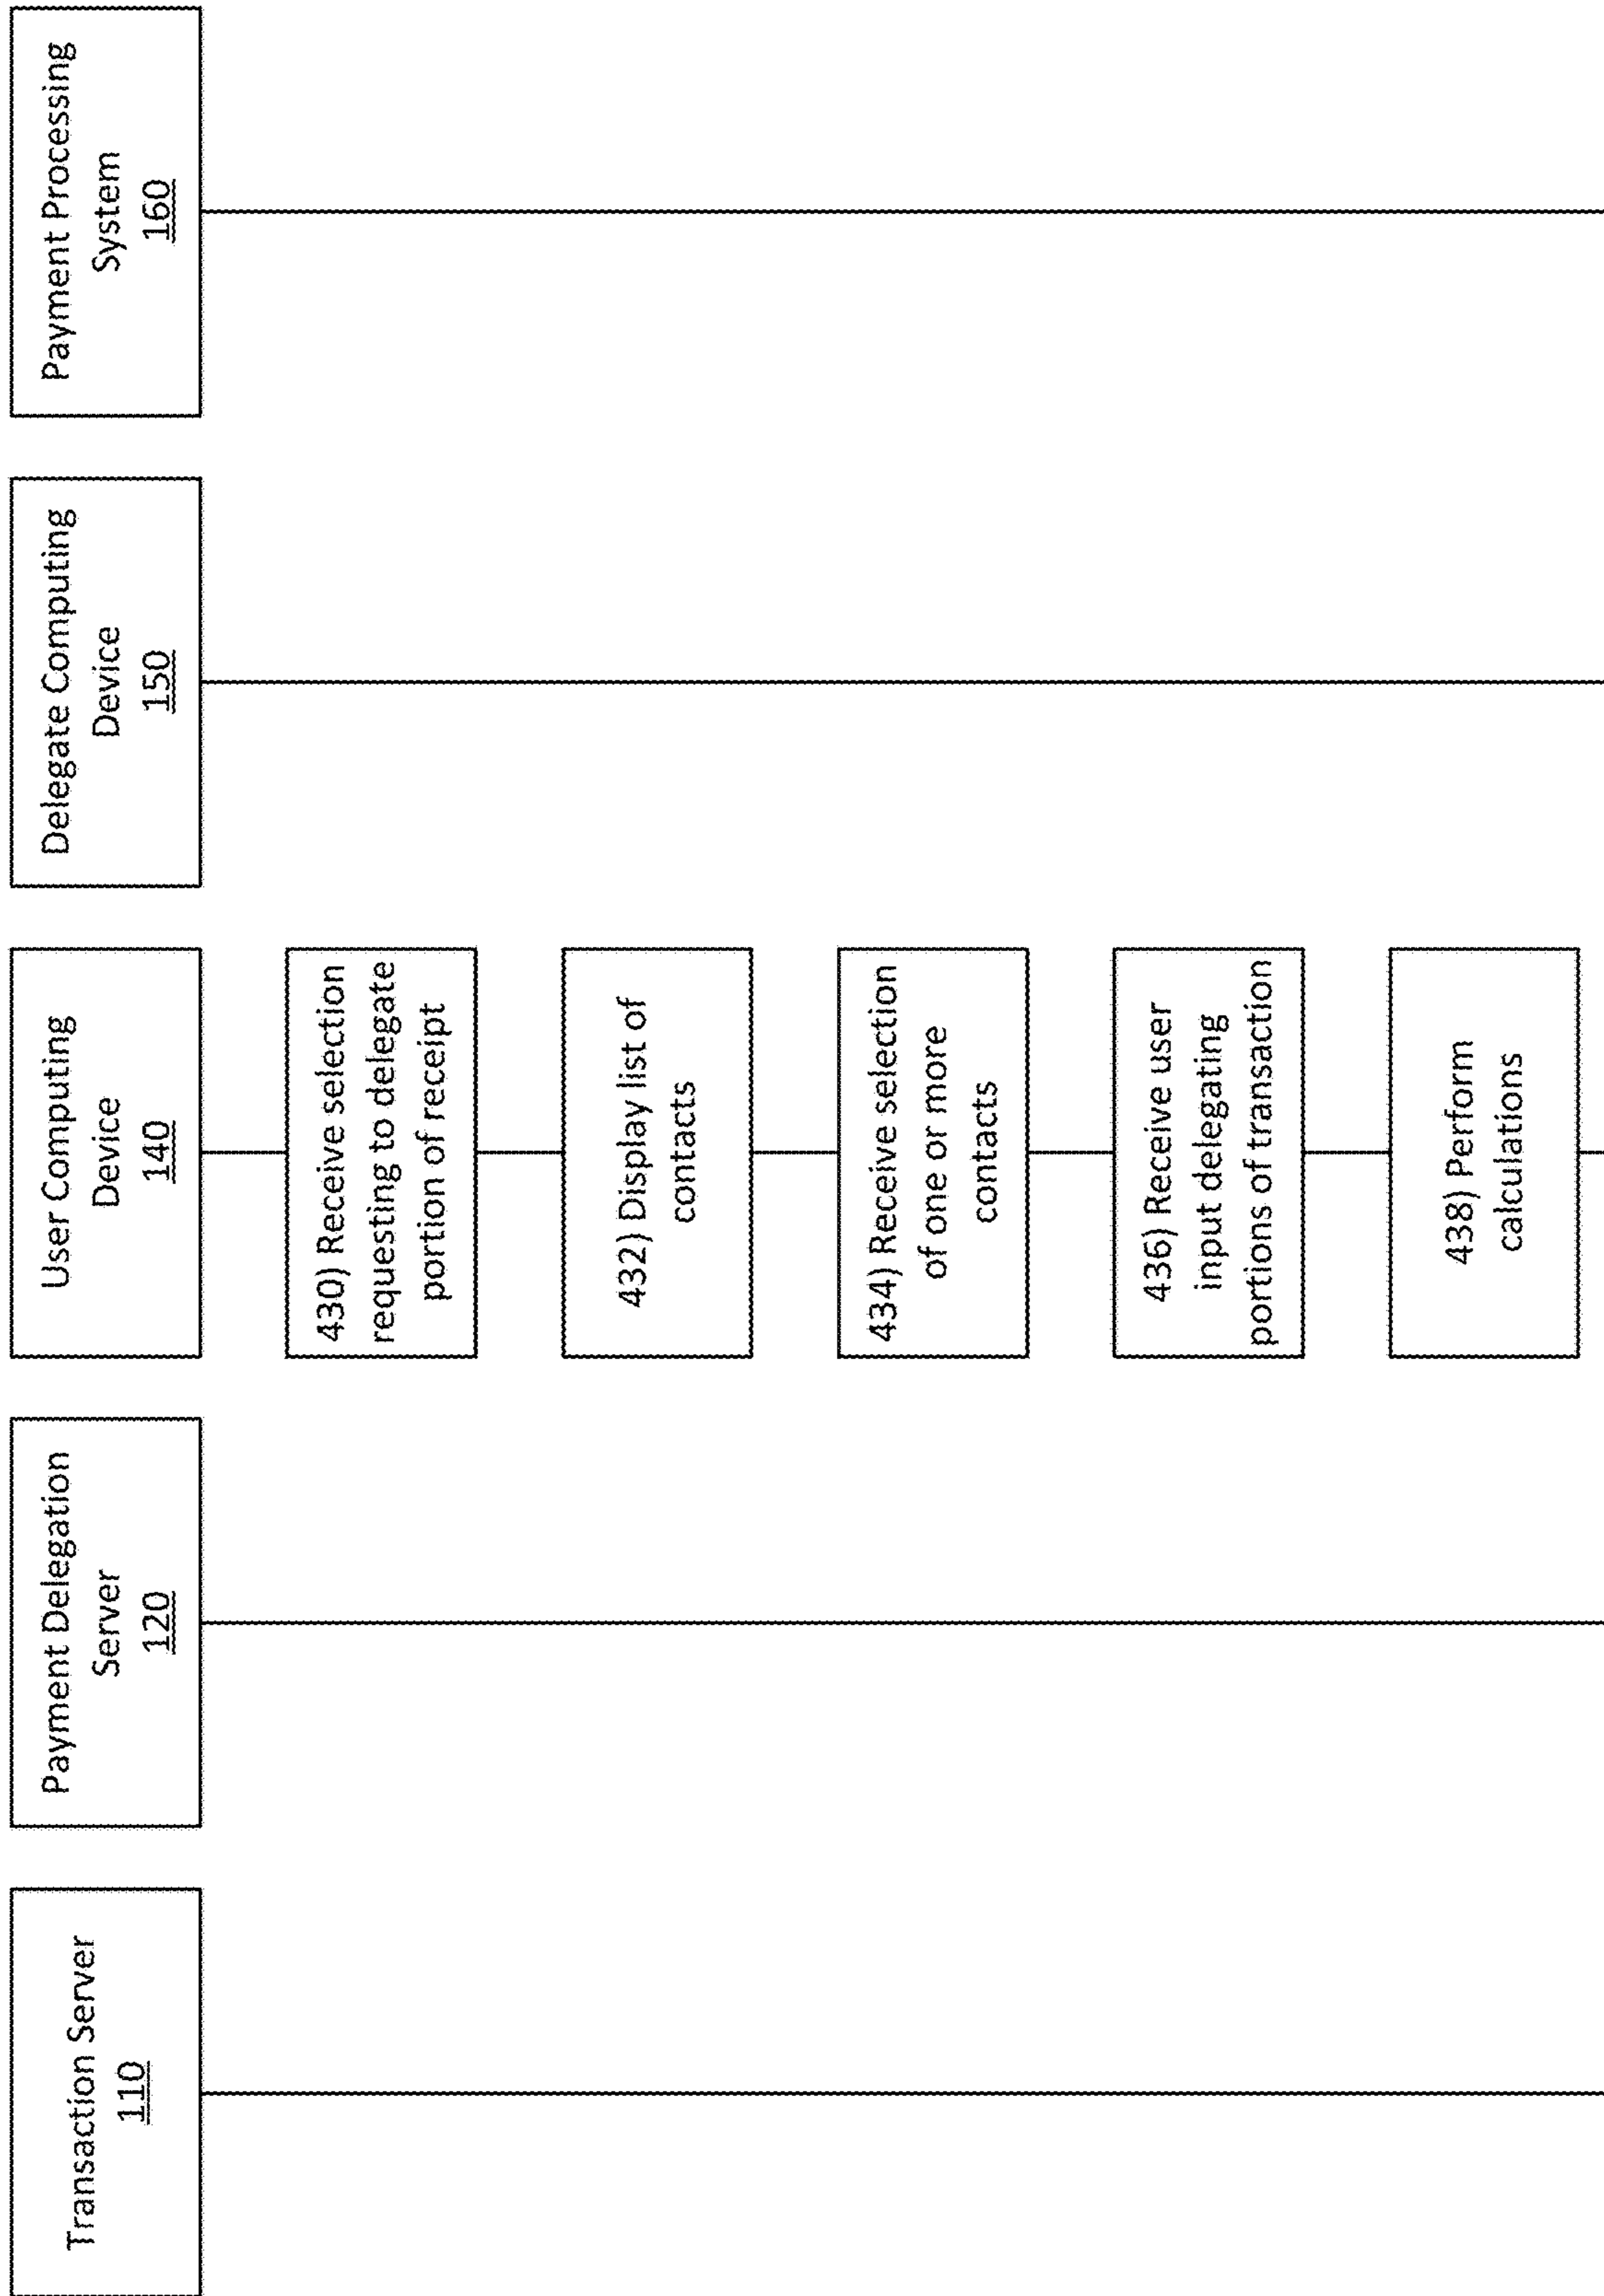 Transaction Server
110
Payment Delegation
Server
120
User Computing
Device
140
Delegate Computing
Device
150
Payment Processing
System
160
430) Receive selection
requesting to delegate
portion of receipt
432) Display list of
contacts
434) Receive selection
of one or more
contacts
436) Receive user
input delegating
portions of transaction
438) Perform
calculations